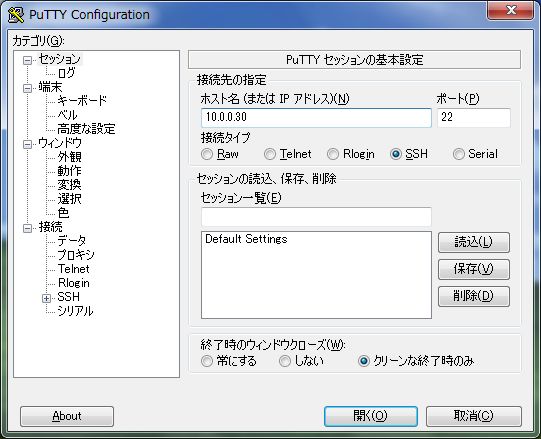 PuTTY Configuration
カテゴリ(G):
セッション
ログ
端末
キーボード
ベル
高度な設定
ウィンドウ
外観
動作
変換
選択
色
接続
データ
プロキシ
Telnet
Rlogin
SSH
シリアル
PuTTY セッションの基本設定
接続先の指定
ホスト名 (または IP アドレス)(N) ポート(P)
10.0.0.30 22
接続タイプ
Raw Telnet Rlogin SSH Serial
セッションの読込、保存、削除
セッション一覧(E)
Default Settings
読込(L)
保存(V)
削除(D)
終了時のウィンドウクローズ(W):
常にする しない クリーンな終了時のみ
About 開く(O) 取消(C)